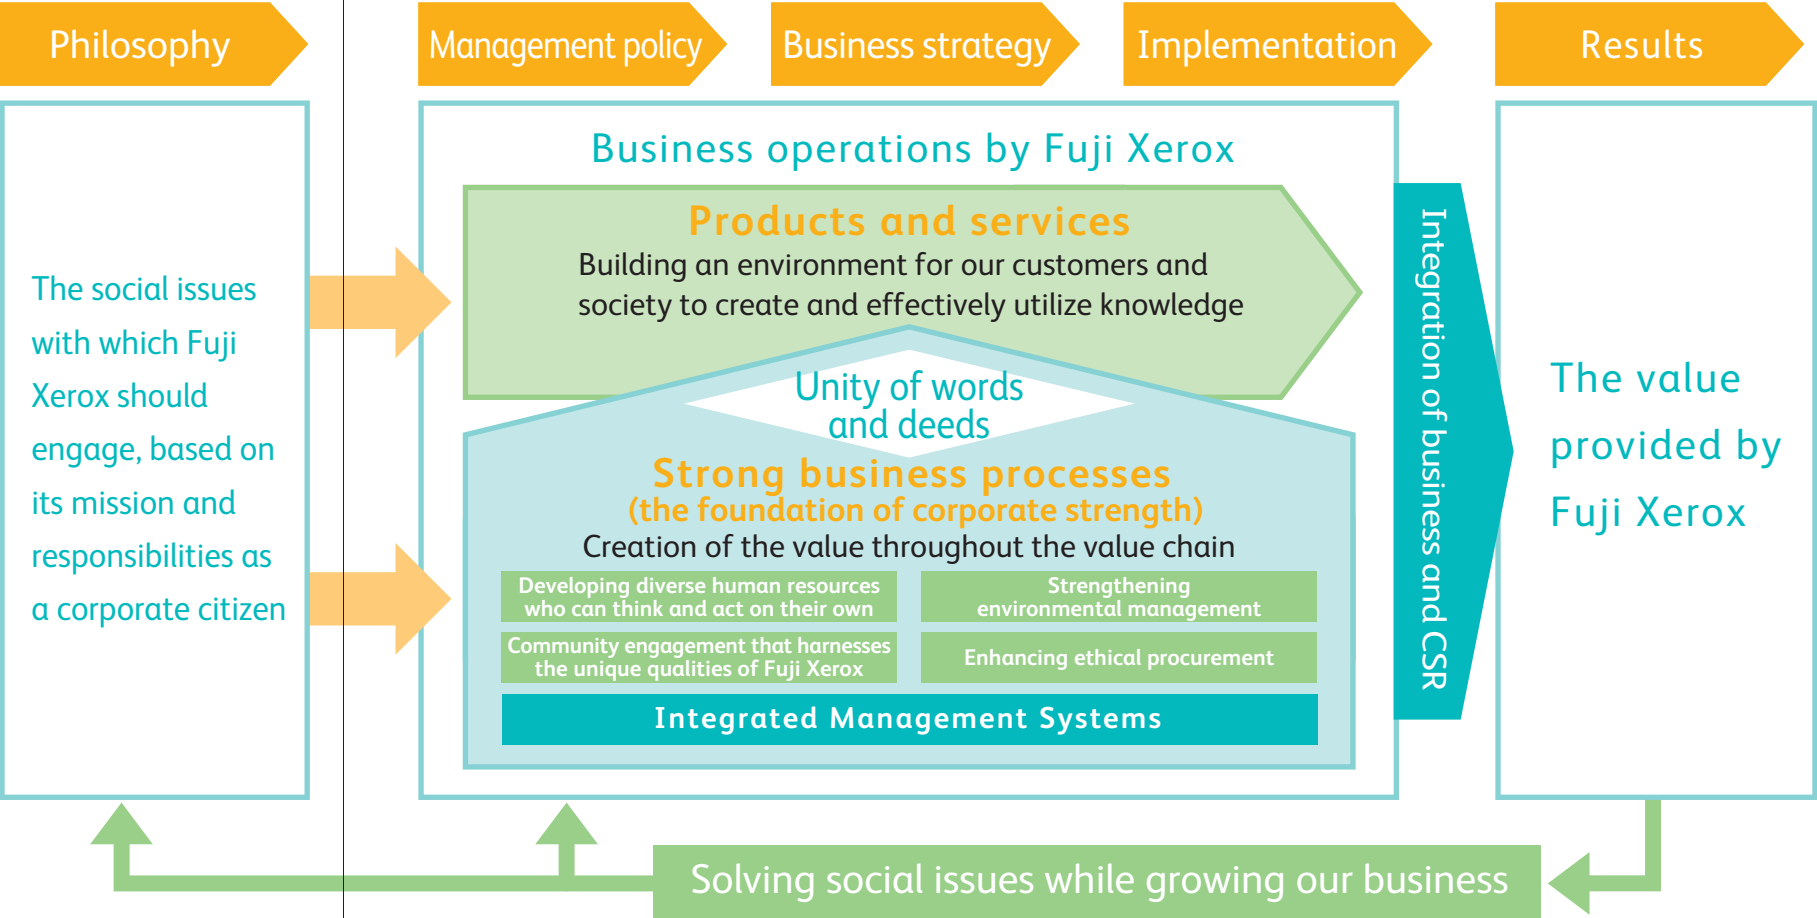 Philosophy
Management policy
Business strategy
Implementation
Results
The social issues
with which Fuji
Xerox should
engage, based on
its mission and
responsibilities as
a corporate citizen
Business operations by Fuji Xerox
Products and services
Building an environment for our customers and
society to create and effectively utilize knowledge
Unity of words
and deeds
Strong business processes
(the foundation of corporate strength)
Creation of the value throughout the value chain
Developing diverse human resources
who can think and act on their own
Strengthening
environmental management
Community engagement that harnesses
the unique qualities of Fuji Xerox
Enhancing ethical procurement
Integrated Management Systems
Integration of business and CSR
The value
provided by
Fuji Xerox
Solving social issues while growing our business